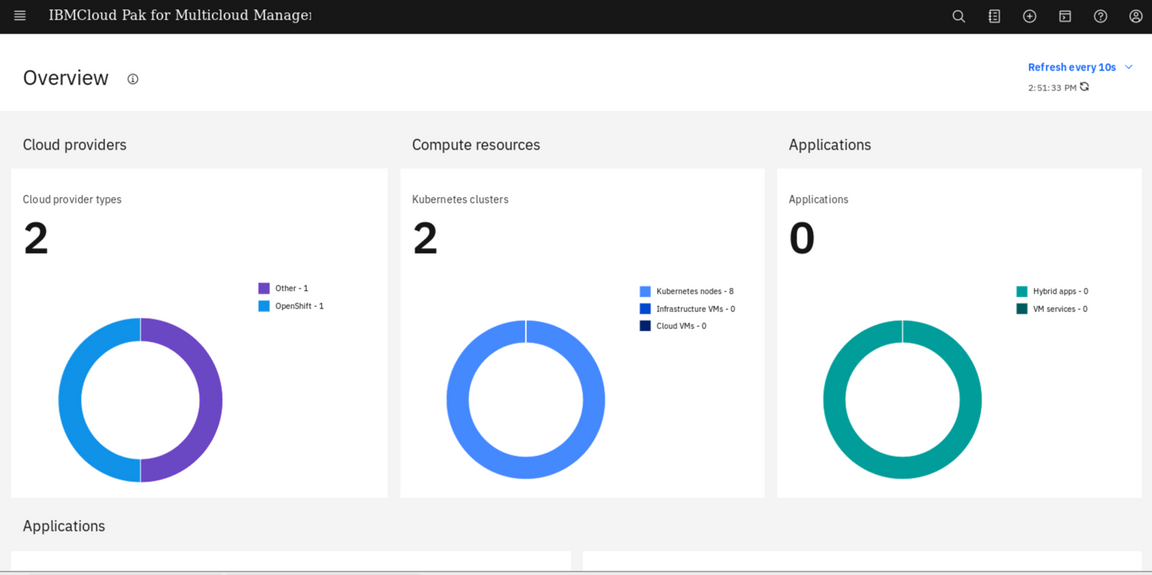 IBMCloud Pak for Multicloud Manage
Overview
Refresh every 10s
2:51:33 PM
Cloud providers
Compute resources
Applications
Cloud provider types
2
Other - 1
OpenShift - 1
Kubernetes clusters
2
Kubernetes nodes - 8
Infrastructure VMs - 0
Cloud VMs - 0
Applications
0
Hybrid apps - 0
VM services - 0
Applications